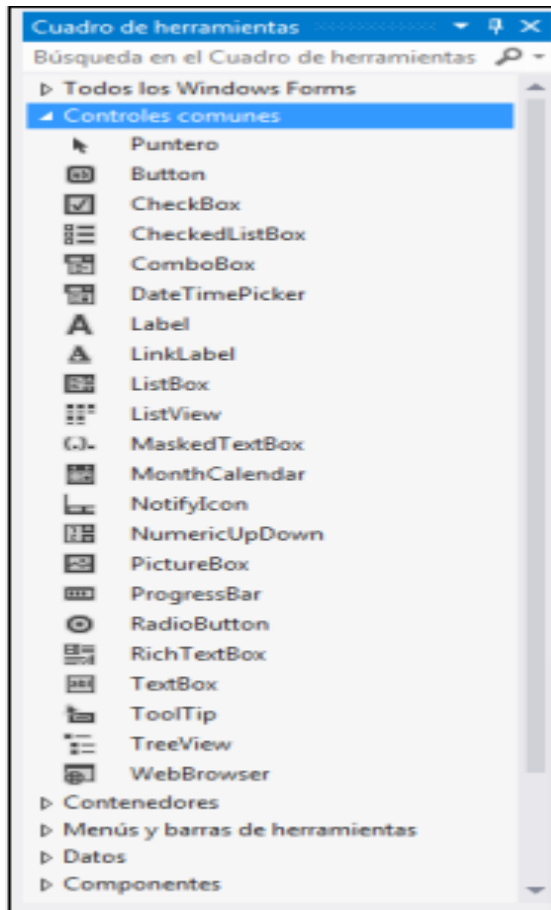 Cuadro de herramientas
Búsqueda en el Cuadro de herramientas
Todos los Windows Forms
Controles comunes
Puntero
Button
CheckBox
CheckedListBox
ComboBox
DateTimePicker
Label
LinkLabel
ListBox
ListView
MaskedTextBox
MonthCalendar
NotifyIcon
NumericUpDown
PictureBox
ProgressBar
RadioButton
RichTextBox
TextBox
ToolTip
TreeView
WebBrowser
Contenedores
Menús y barras de herramientas
Datos
Componentes